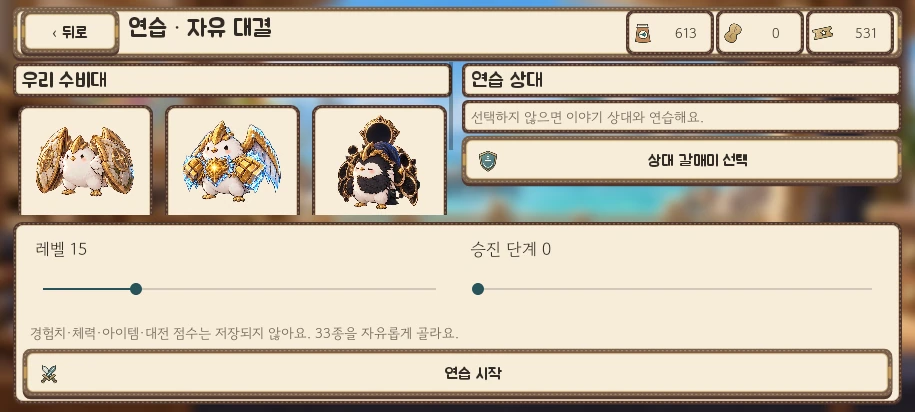 ‹ 뒤로
연습 · 자유 대결
613
0
531
우리 수비대
연습 상대
선택하지 않으면 이야기 상대와 연습해요.
상대 갈매미 선택
레벨 15
승진 단계 0
경험치·체력·아이템·대전 점수는 저장되지 않아요. 33종을 자유롭게 골라요.
연습 시작